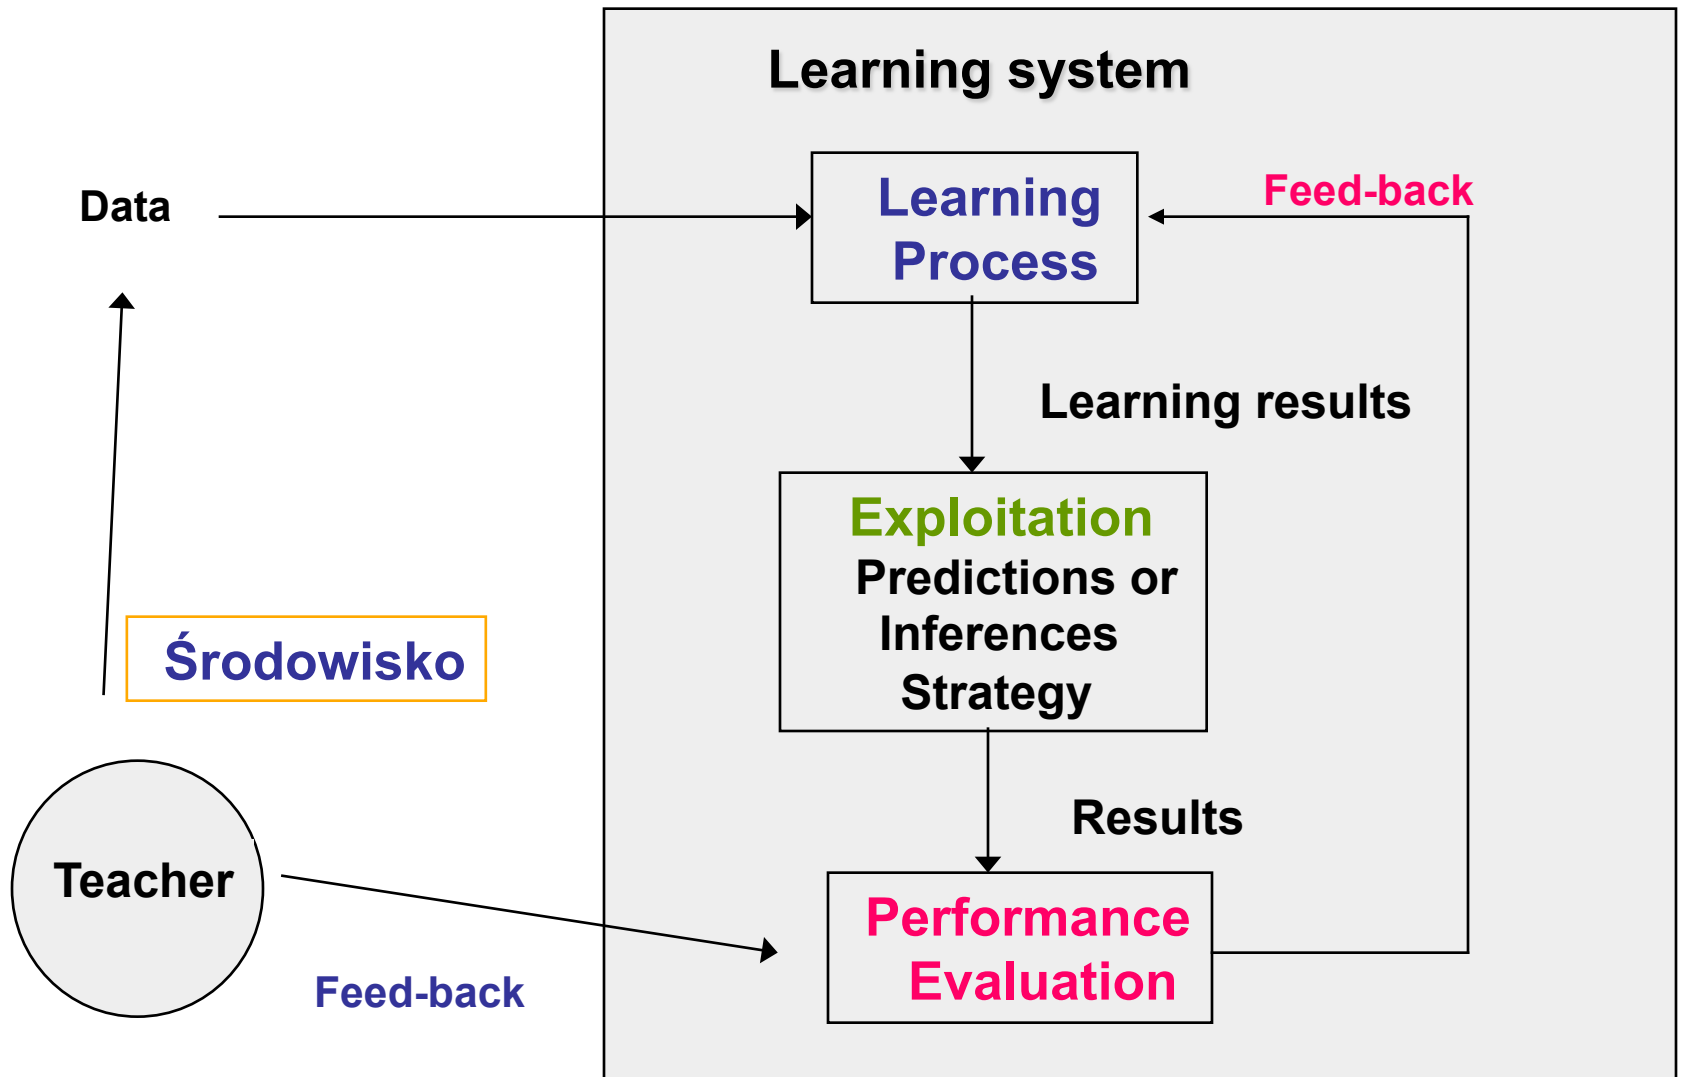 Learning system
Data
Learning
Process
Feed-back
Learning results
Exploitation
Predictions or
Inferences
Strategy
Środowisko
Results
Teacher
Performance
Evaluation
Feed-back